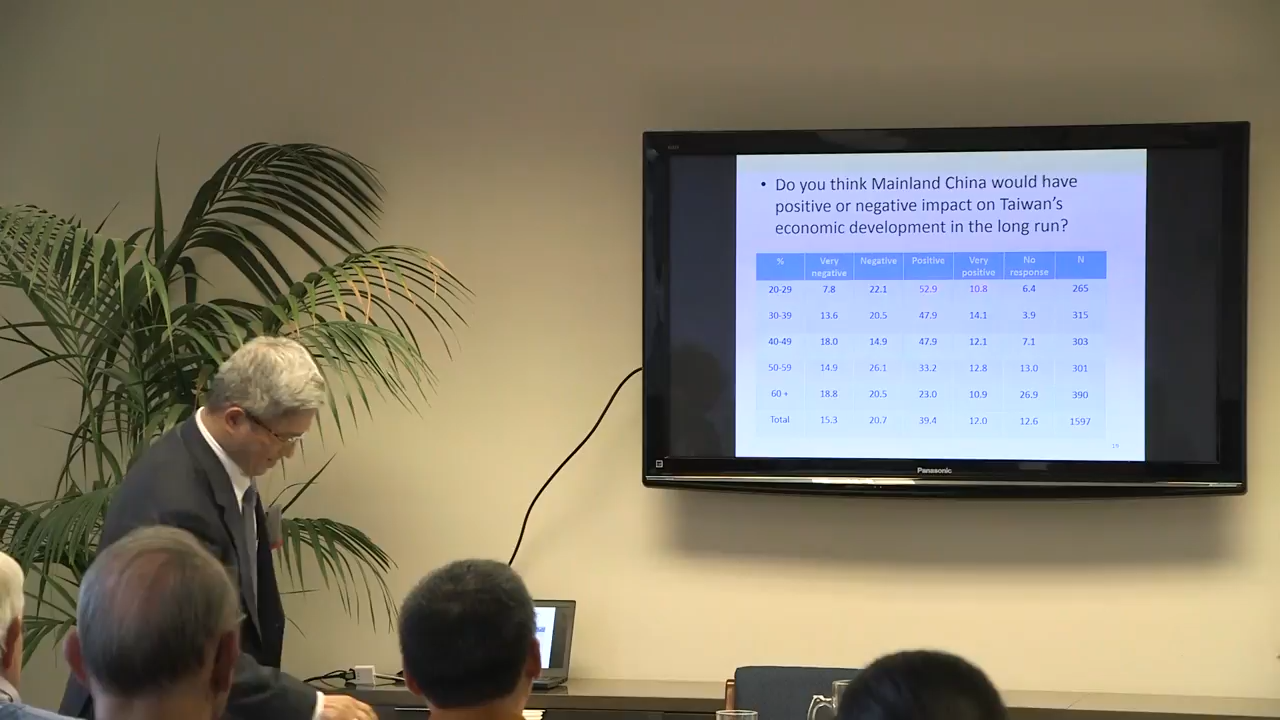 • Do you think Mainland China would have
positive or negative impact on Taiwan's
economic development in the long run?
% Very negative Negative Positive Very positive No response N
20-29 7.8 22.1 52.9 10.8 6.4 265
30-39 13.6 20.5 47.9 14.1 3.9 315
40-49 18.0 14.9 47.9 12.1 7.1 303
50-59 14.9 26.1 33.2 12.8 13.0 301
60 + 18.8 20.5 23.0 10.9 26.9 390
Total 15.3 20.7 39.4 12.0 12.6 1597
19
Panasonic